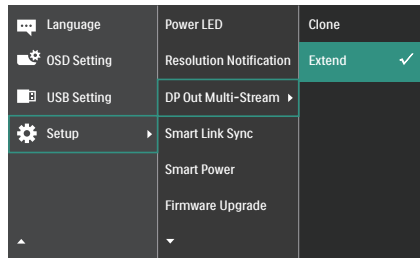 Language
OSD Setting
USB Setting
Setup
Power LED
Resolution Notification
DP Out Multi-Stream
Smart Link Sync
Smart Power
Firmware Upgrade
Clone
Extend